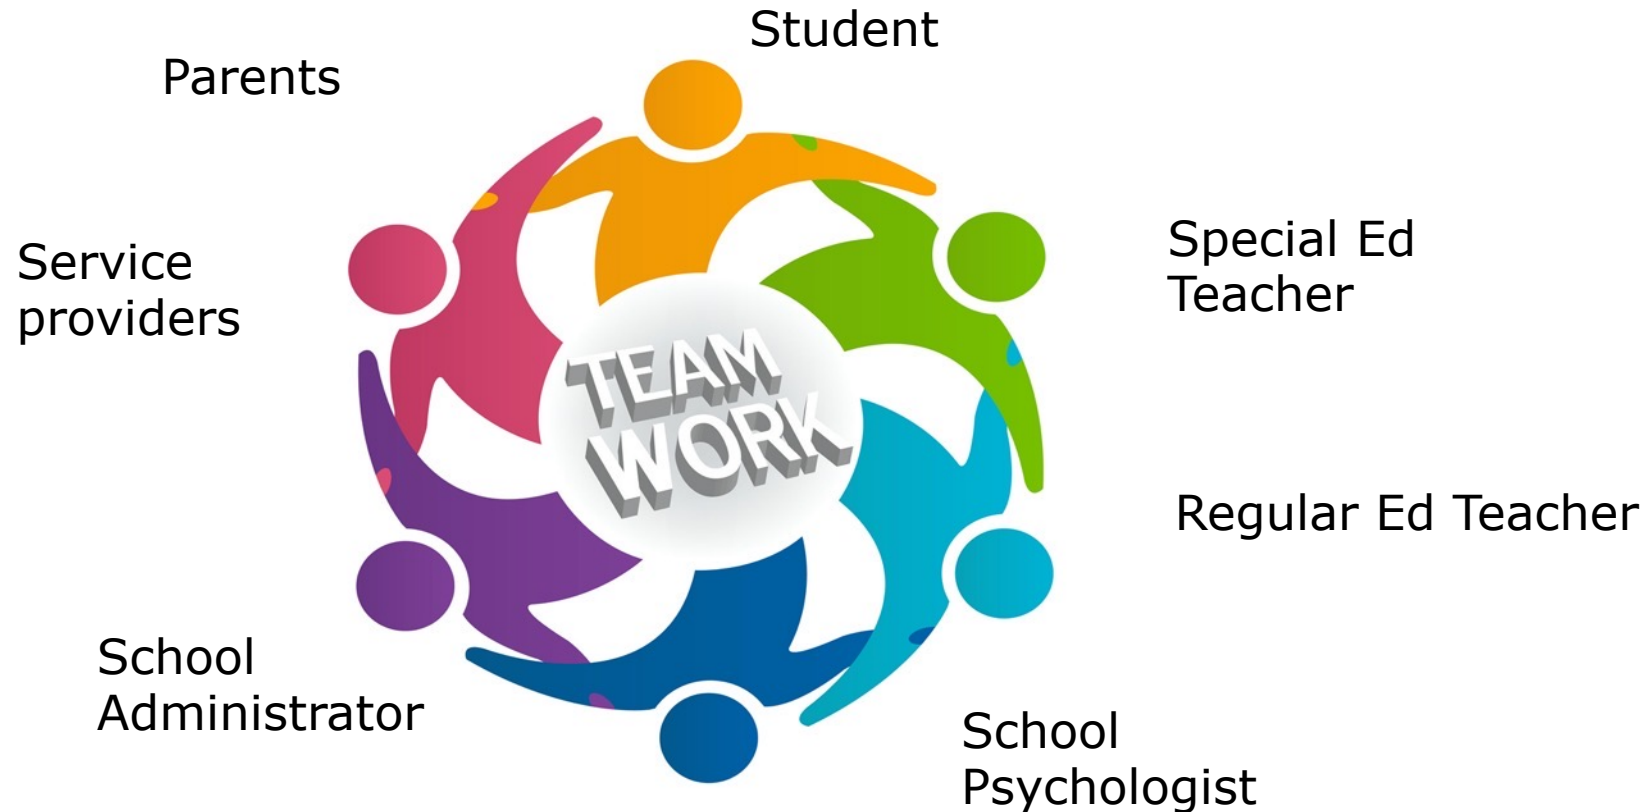 Student
Parents
Special Ed
Teacher
Service
providers
TEAM
WORK
Regular Ed Teacher
School
Administrator
School
Psychologist